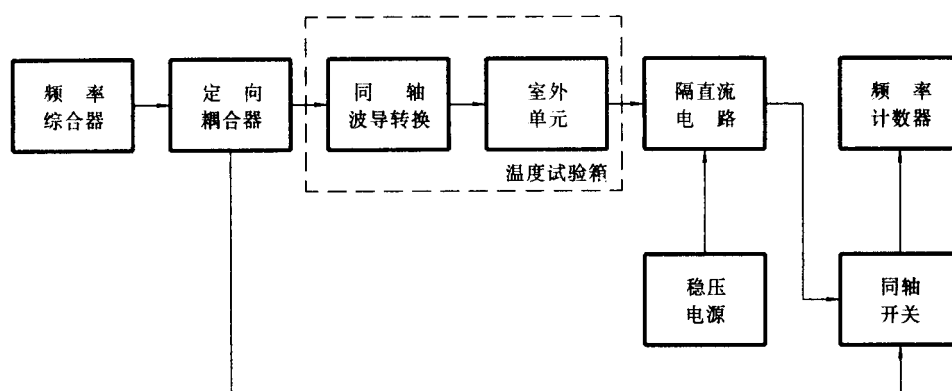 频率
综合器
定向
耦合器
同轴
波导转换
室外
单元
隔直流
电路
频率
计数器
温度试验箱
稳压
电源
同轴
开关